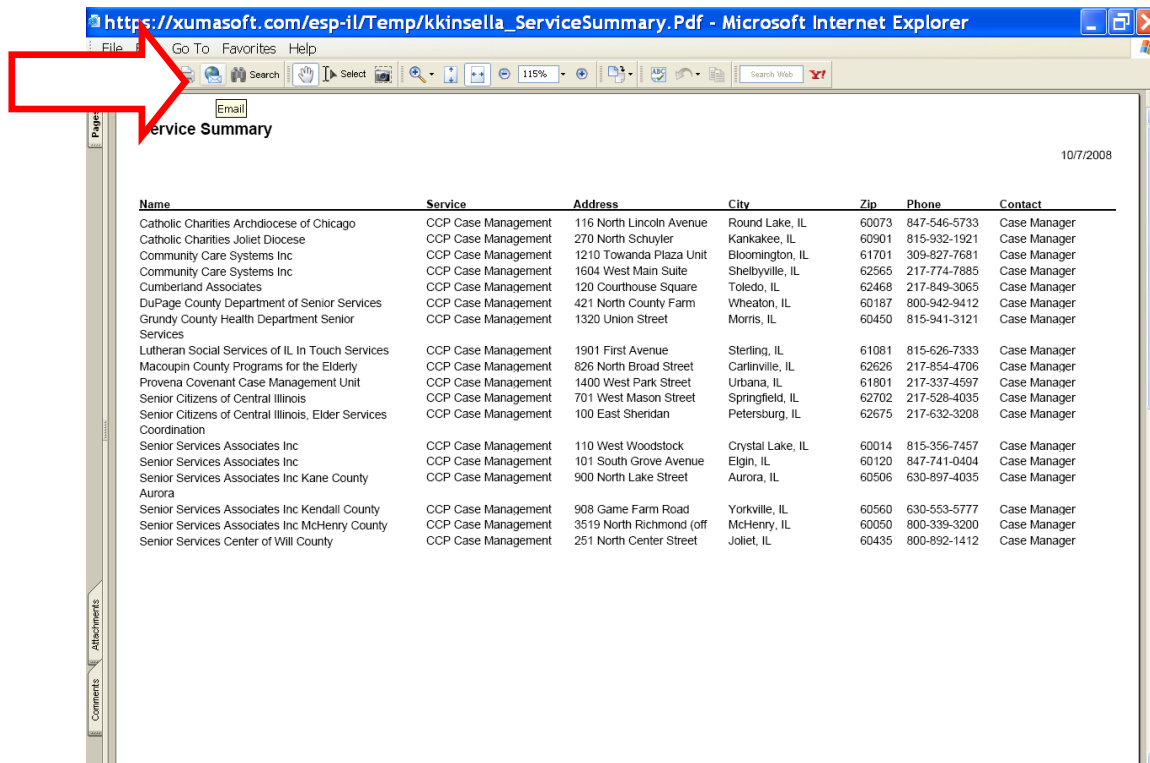 https://xumasoft.com/esp-il/Temp/kkinsella_ServiceSummary.Pdf - Microsoft Internet Explorer
File Go To Favorites Help
Search Select 115% Search Web Y!
Email
Pages
Service Summary
10/7/2008
Name Service Address City Zip Phone Contact
Catholic Charities Archdiocese of Chicago CCP Case Management 116 North Lincoln Avenue Round Lake, IL 60073 847-546-5733 Case Manager
Catholic Charities Joliet Diocese CCP Case Management 270 North Schuyler Kankakee, IL 60901 815-932-1921 Case Manager
Community Care Systems Inc CCP Case Management 1210 Towanda Plaza Unit Bloomington, IL 61701 309-827-7681 Case Manager
Community Care Systems Inc CCP Case Management 1604 West Main Suite Shelbyville, IL 62565 217-774-7885 Case Manager
Cumberland Associates CCP Case Management 120 Courthouse Square Toledo, IL 62468 217-849-3065 Case Manager
DuPage County Department of Senior Services CCP Case Management 421 North County Farm Wheaton, IL 60187 800-942-9412 Case Manager
Grundy County Health Department Senior CCP Case Management 1320 Union Street Morris, IL 60450 815-941-3121 Case Manager
Services
Lutheran Social Services of IL In Touch Services CCP Case Management 1901 First Avenue Sterling, IL 61081 815-626-7333 Case Manager
Macoupin County Programs for the Elderly CCP Case Management 826 North Broad Street Carlinville, IL 62626 217-854-4706 Case Manager
Provena Covenant Case Management Unit CCP Case Management 1400 West Park Street Urbana, IL 61801 217-337-4597 Case Manager
Senior Citizens of Central Illinois CCP Case Management 701 West Mason Street Springfield, IL 62702 217-528-4035 Case Manager
Senior Citizens of Central Illinois, Elder Services CCP Case Management 100 East Sheridan Petersburg, IL 62675 217-632-3208 Case Manager
Coordination
Senior Services Associates Inc CCP Case Management 110 West Woodstock Crystal Lake, IL 60014 815-356-7457 Case Manager
Senior Services Associates Inc CCP Case Management 101 South Grove Avenue Elgin, IL 60120 847-741-0404 Case Manager
Senior Services Associates Inc Kane County CCP Case Management 900 North Lake Street Aurora, IL 60506 630-897-4035 Case Manager
Aurora
Senior Services Associates Inc Kendall County CCP Case Management 908 Game Farm Road Yorkville, IL 60560 630-553-5777 Case Manager
Senior Services Associates Inc McHenry County CCP Case Management 3519 North Richmond (off McHenry, IL 60050 800-339-3200 Case Manager
Senior Services Center of Will County CCP Case Management 251 North Center Street Joliet, IL 60435 800-892-1412 Case Manager
Attachments
Comments